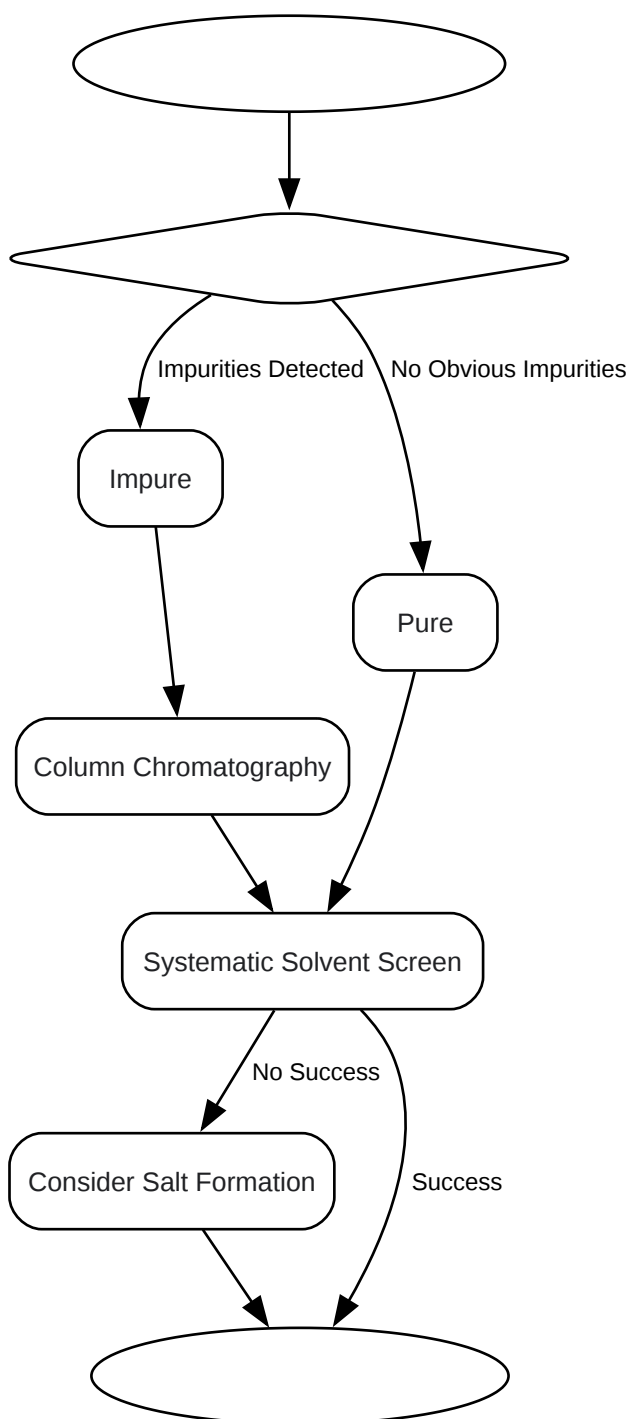 Impurities Detected
No Obvious Impurities
Impure
Pure
Column Chromatography
Systematic Solvent Screen
No Success
Consider Salt Formation
Success